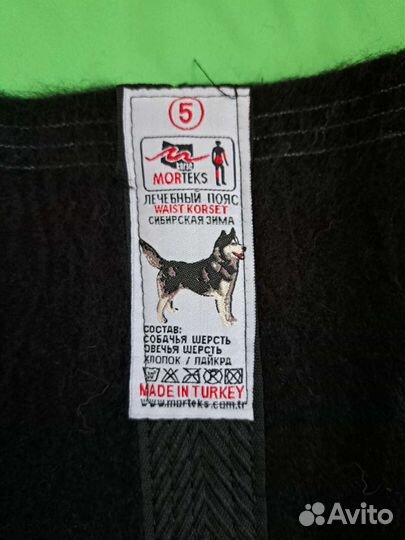 5
line
MORTEKS
ЛЕЧЕБНЫЙ ПОЯС
WAIST KORSET
СИБИРСКАЯ ЗИМА
СОСТАВ:
СОБАЧЬЯ ШЕРСТЬ
ОВЕЧЬЯ ШЕРСТЬ
ХЛОПОК / ЛАЙКРА
MADE IN TURKEY
www.morteks.com.tr
Avito